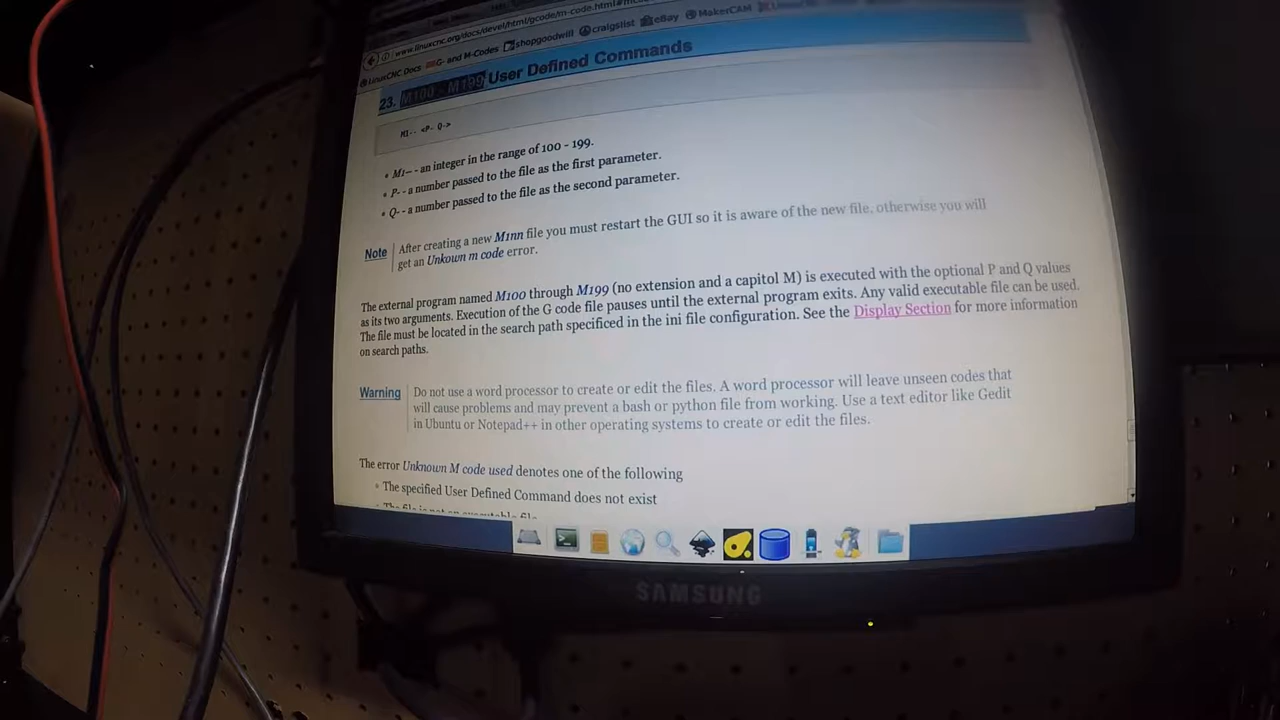 www.linuxcnc.org/docs/devel/html/gcode/m-code.html
LinuxCNC Docs G- and M-Codes shopgoodwill craigslist eBay MakerCAM
23. M100 - M199 User Defined Commands
M1-- <P- Q->
• M1-- - an integer in the range of 100 - 199.
• P- - a number passed to the file as the first parameter.
• Q- - a number passed to the file as the second parameter.
Note After creating a new M1nn file you must restart the GUI so it is aware of the new file, otherwise you will
get an Unkown m code error.
The external program named M100 through M199 (no extension and a capitol M) is executed with the optional P and Q values
as its two arguments. Execution of the G code file pauses until the external program exits. Any valid executable file can be used.
The file must be located in the search path specificed in the ini file configuration. See the Display Section for more information
on search paths.
Warning Do not use a word processor to create or edit the files. A word processor will leave unseen codes that
will cause problems and may prevent a bash or python file from working. Use a text editor like Gedit
in Ubuntu or Notepad++ in other operating systems to create or edit the files.
The error Unknown M code used denotes one of the following
• The specified User Defined Command does not exist
• The file is not an executable file
SAMSUNG